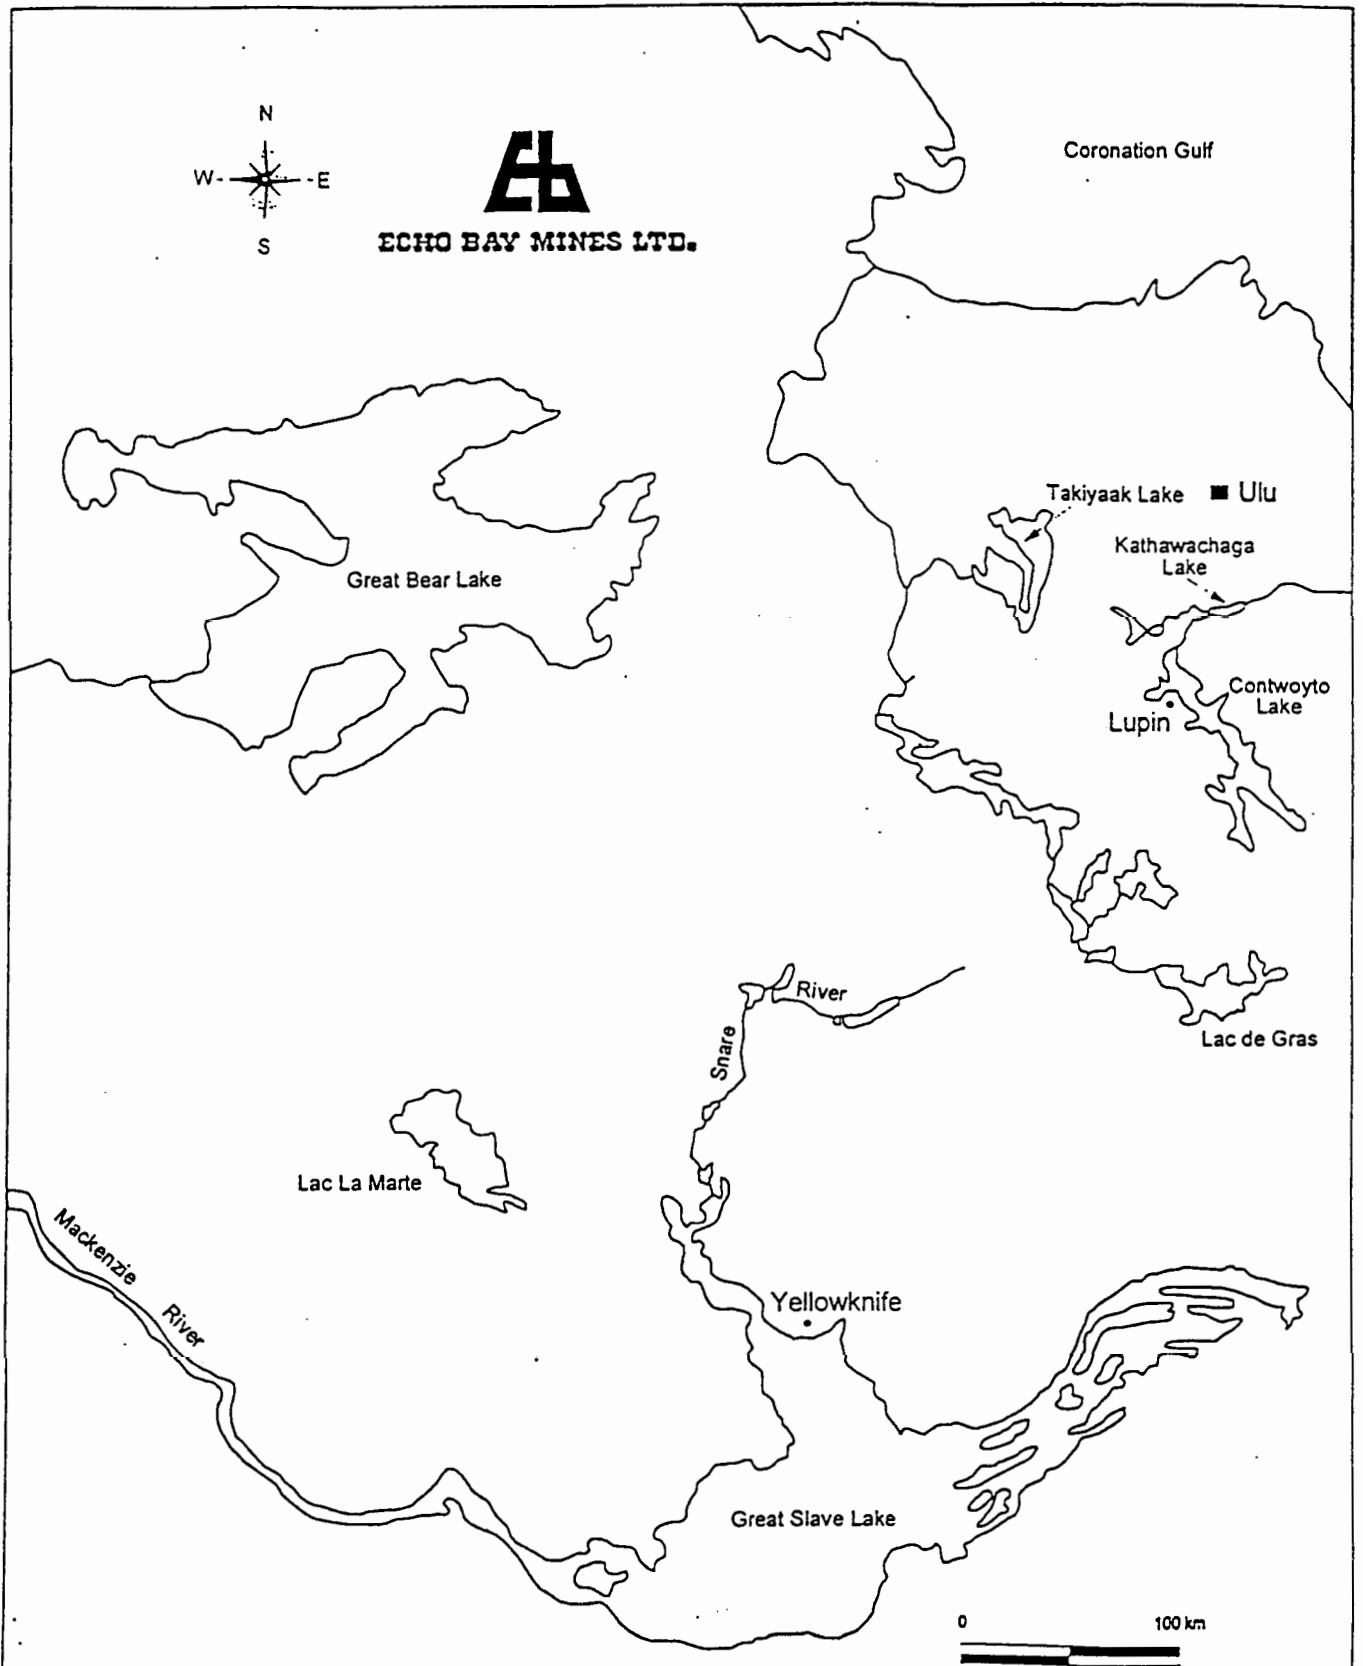 N
W
E
S
Eb
ECHO BAY MINES LTD.
Coronation Gulf
Takiyaak Lake
Ulu
Kathawachaga
Lake
Great Bear Lake
Contwoyto
Lake
Lupin
River
Snare
Lac de Gras
Lac La Marte
Mackenzie
River
Yellowknife
Great Slave Lake
0
100 km